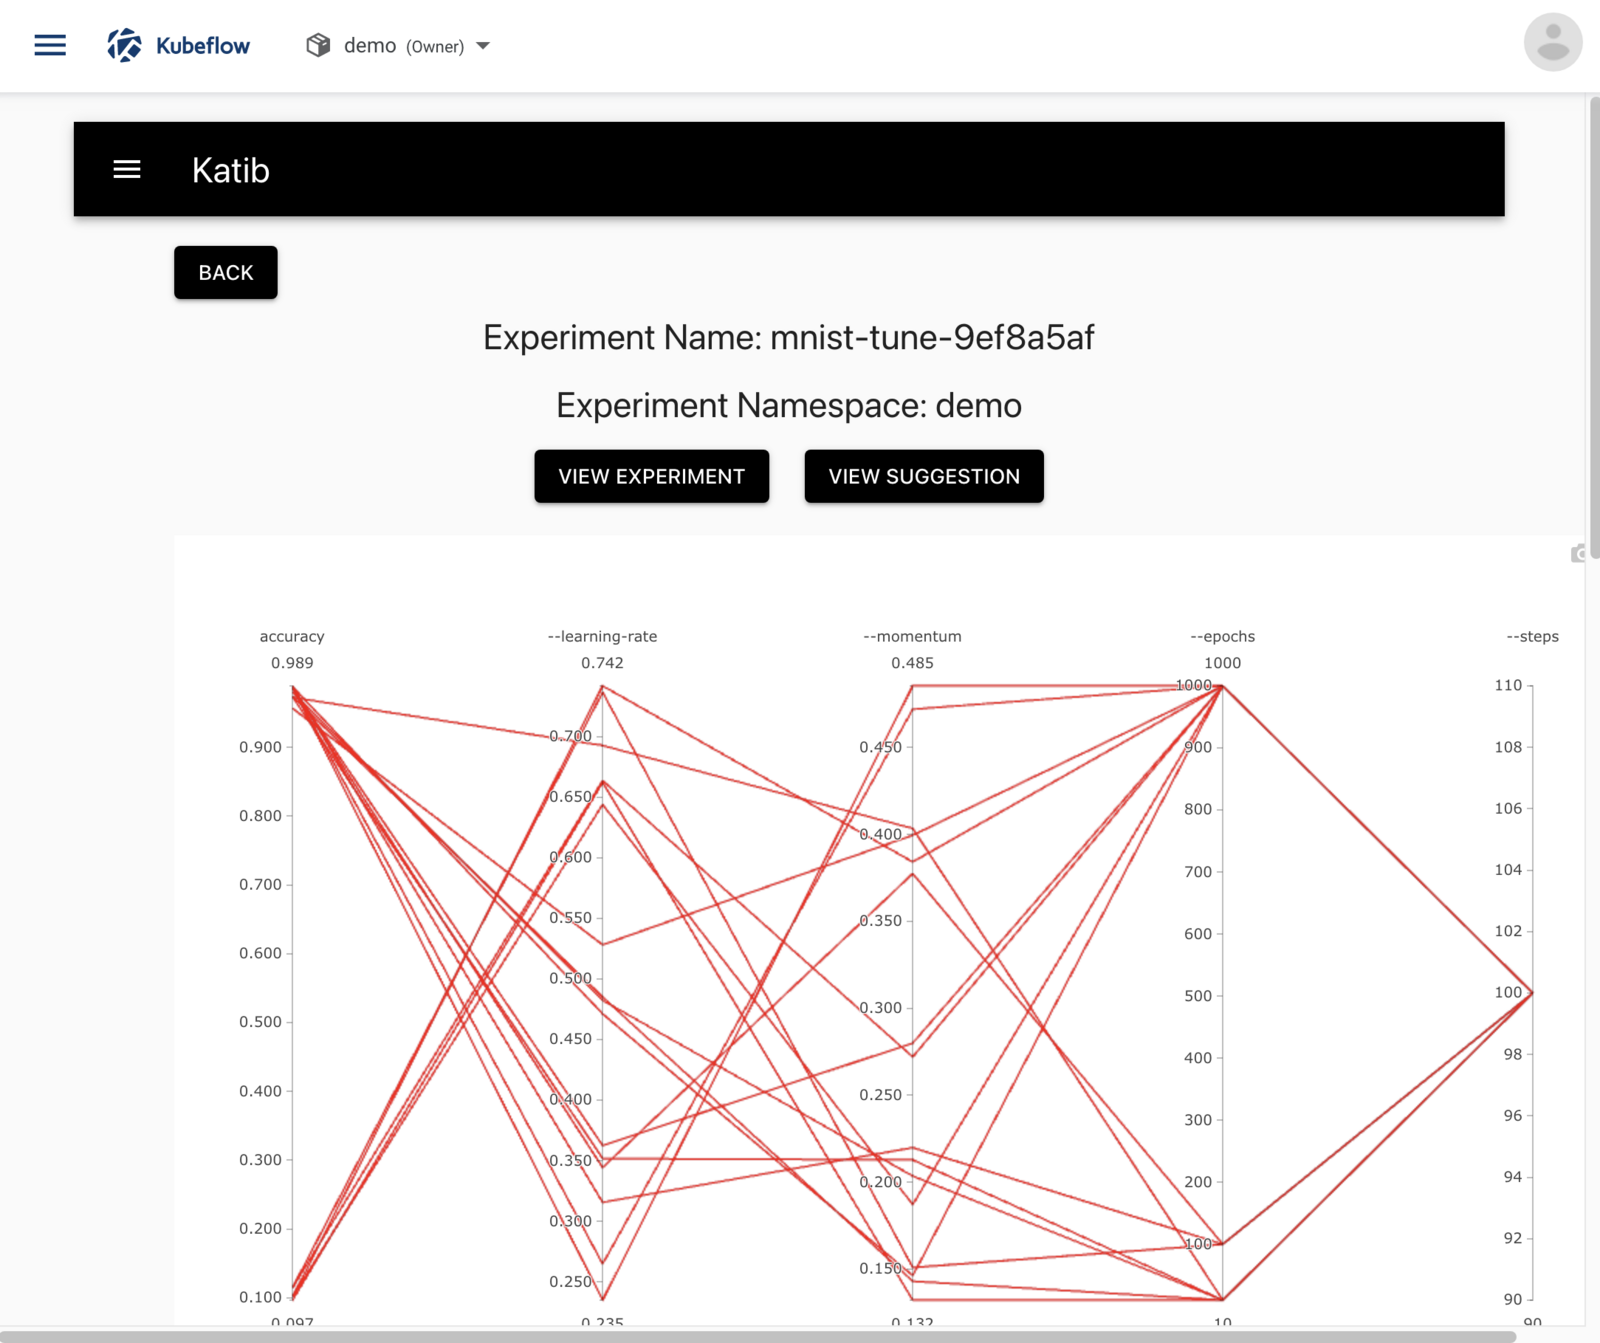 Kubeflow demo (Owner)
Katib
BACK
Experiment Name: mnist-tune-9ef8a5af
Experiment Namespace: demo
VIEW EXPERIMENT VIEW SUGGESTION
accuracy --learning-rate --momentum --epochs --steps
0.989 0.742 0.485 1000
1000 110
0.700
0.900 0.450 900 108
0.650
0.800 800 106
0.400
0.600
0.700 700 104
0.550 0.350
0.600 600 102
0.500
0.500 0.300 500 100
0.450
0.400 400 98
0.400 0.250
0.300 300 96
0.350
0.200 200 94
0.300
0.200 100 92
0.250 0.150
0.100 90
0.097 0.235 0.132 10 90